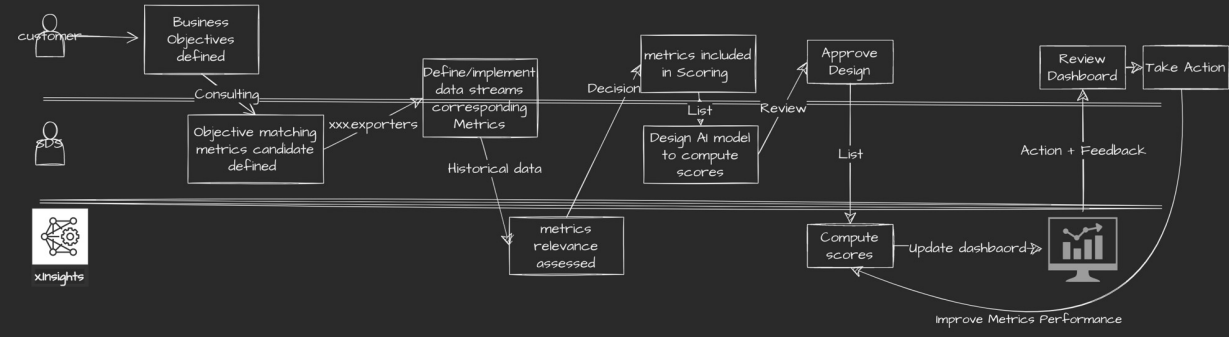 customer
Business
Objectives
defined
Consulting
SDS
Objective matching
metrics candidate
defined
xxx.exporters
Define/implement
data streams
corresponding
Metrics
Historical data
xInsights
metrics
relevance
assessed
Decision
metrics included
in Scoring
List
Design AI model
to compute
scores
Review
Approve
Design
List
Compute
scores
Update dashbaord
Action + Feedback
Review
Dashboard
Take Action
Improve Metrics Performance